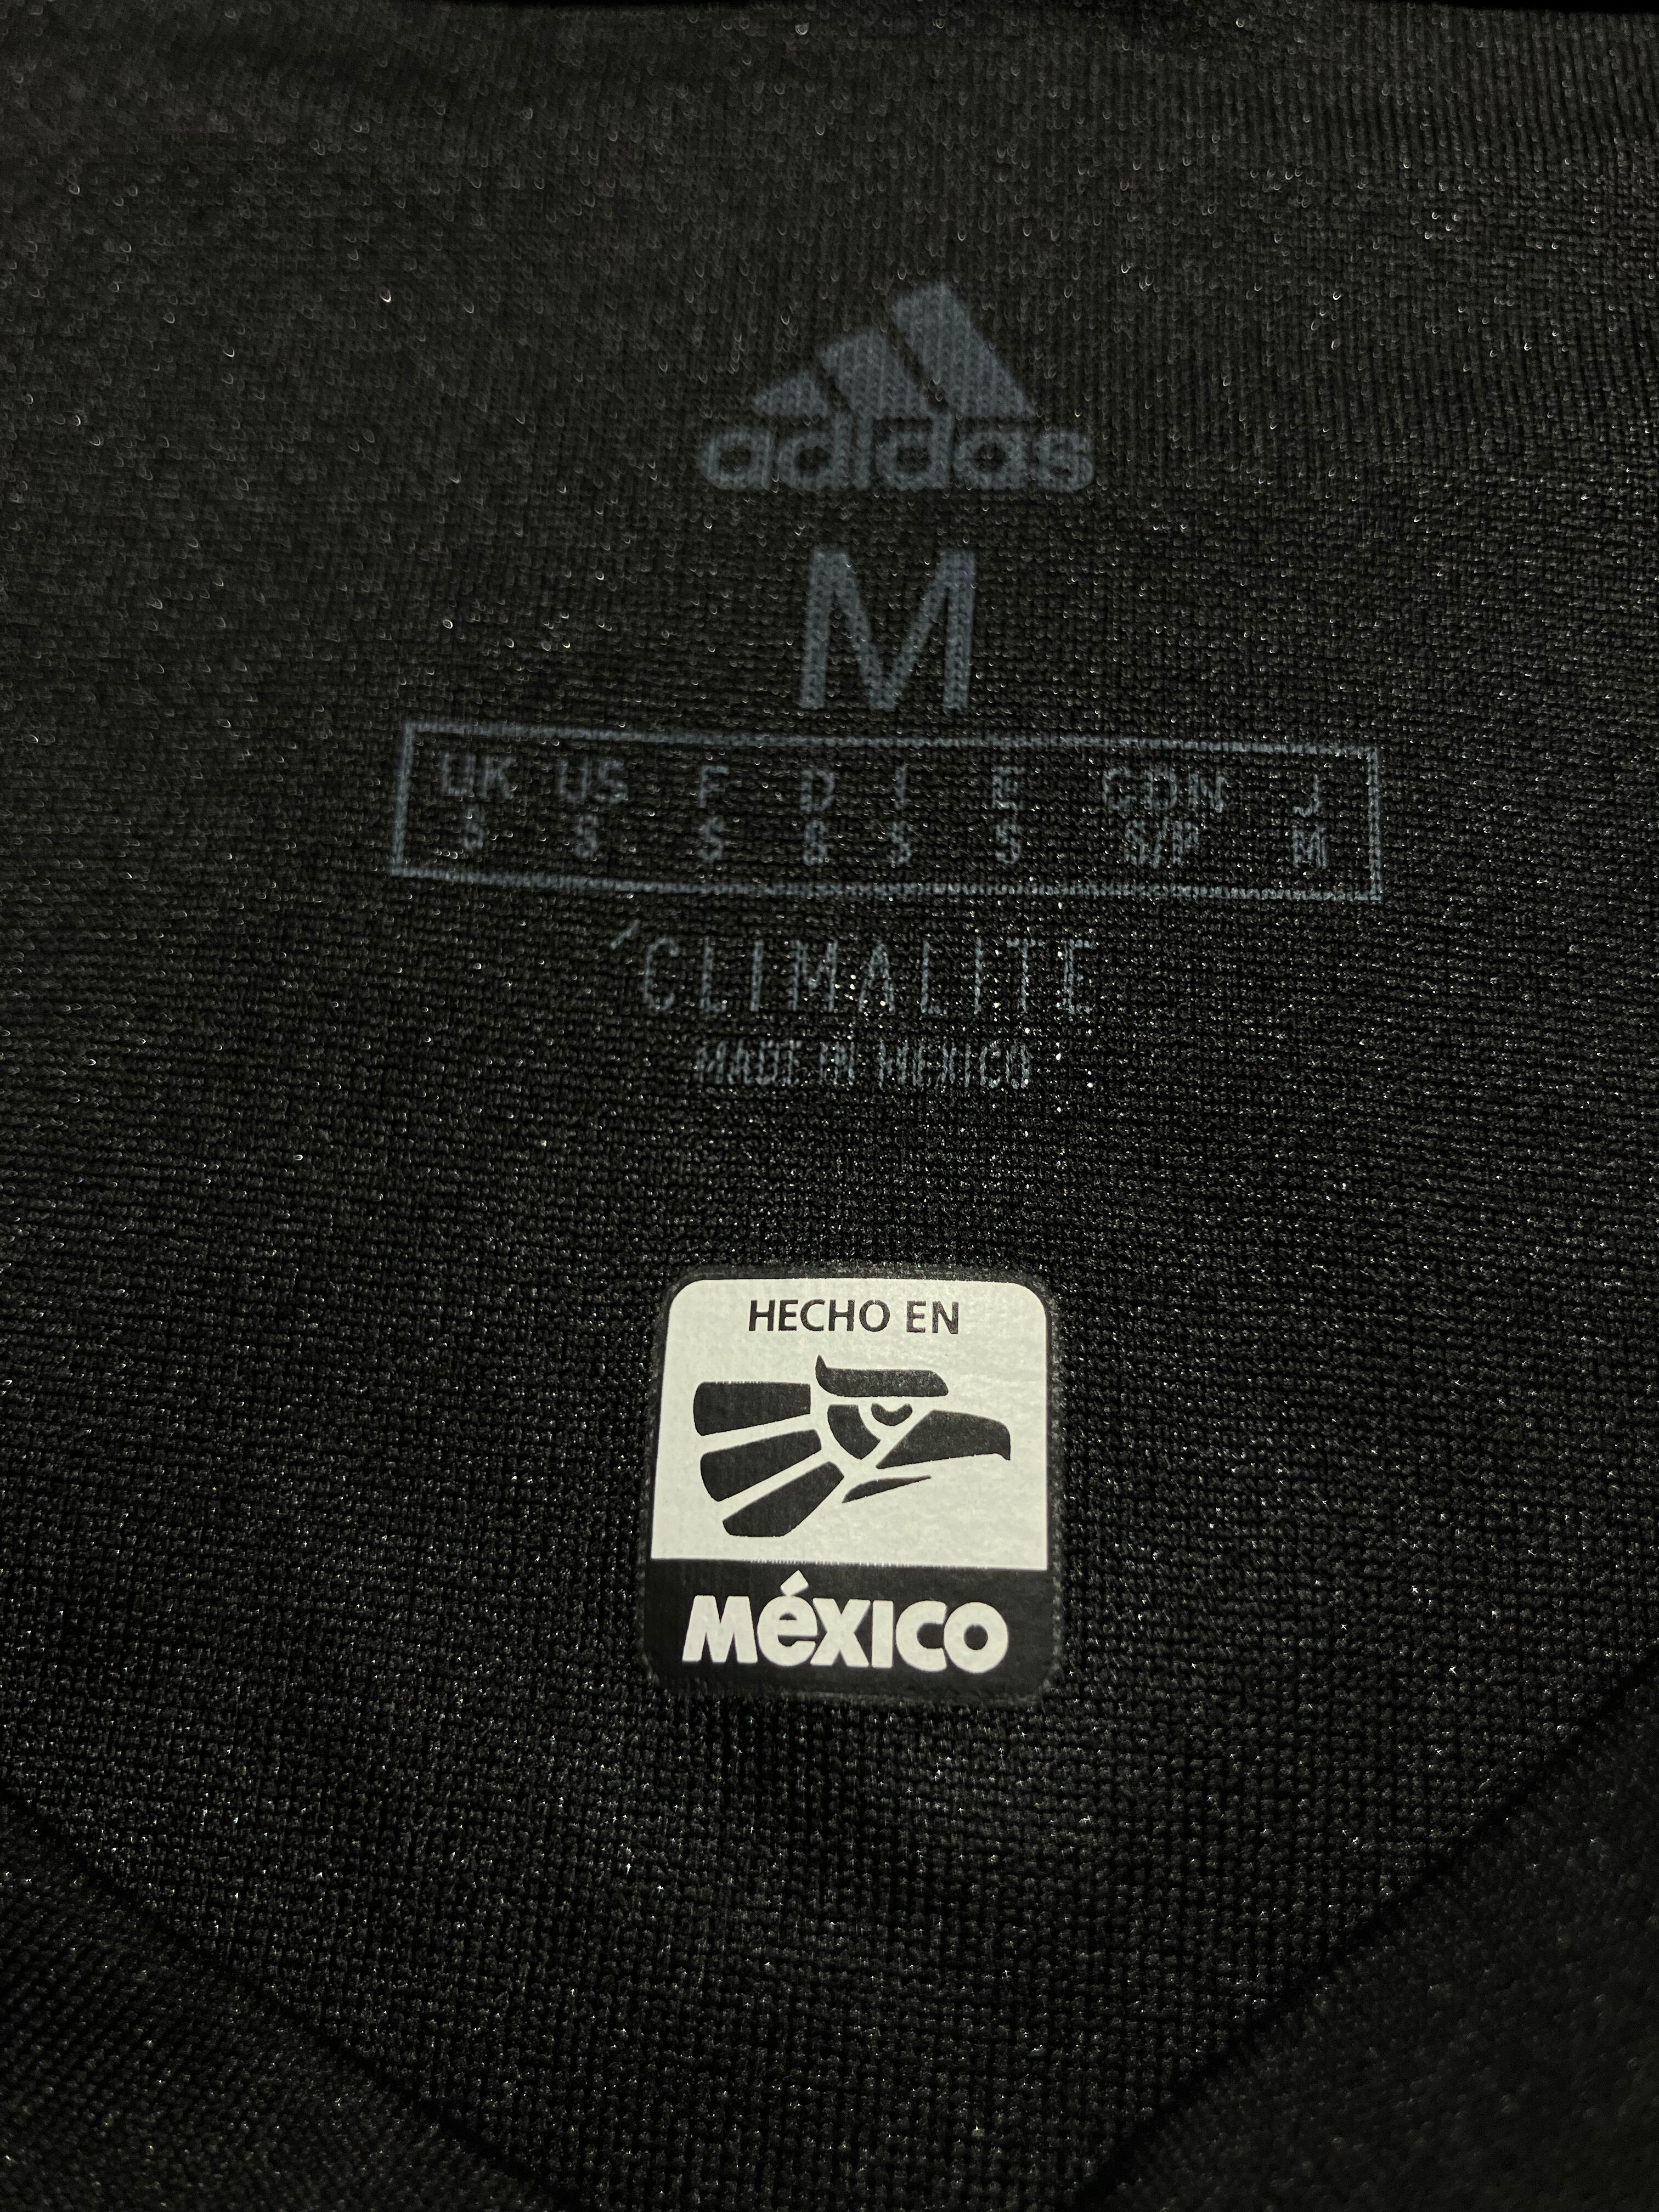 adidas
M
UK US F D I E CDN J
S S S S S S S/P M
´CLIMALITE
MADE IN MEXICO
HECHO EN
MéXICO